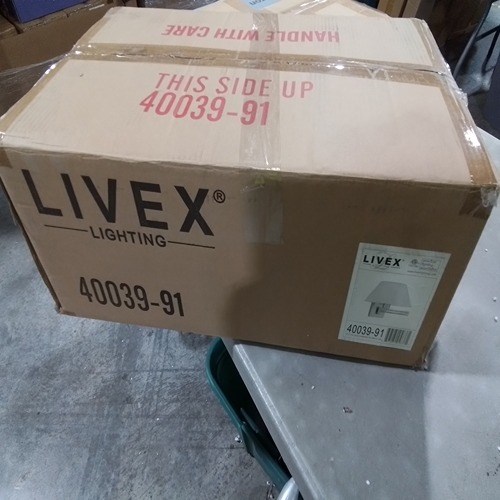 HANDLE WITH CARE
THIS SIDE UP
40039-91
LIVEX®
LIGHTING
40039-91
LIVEX®
40039-91